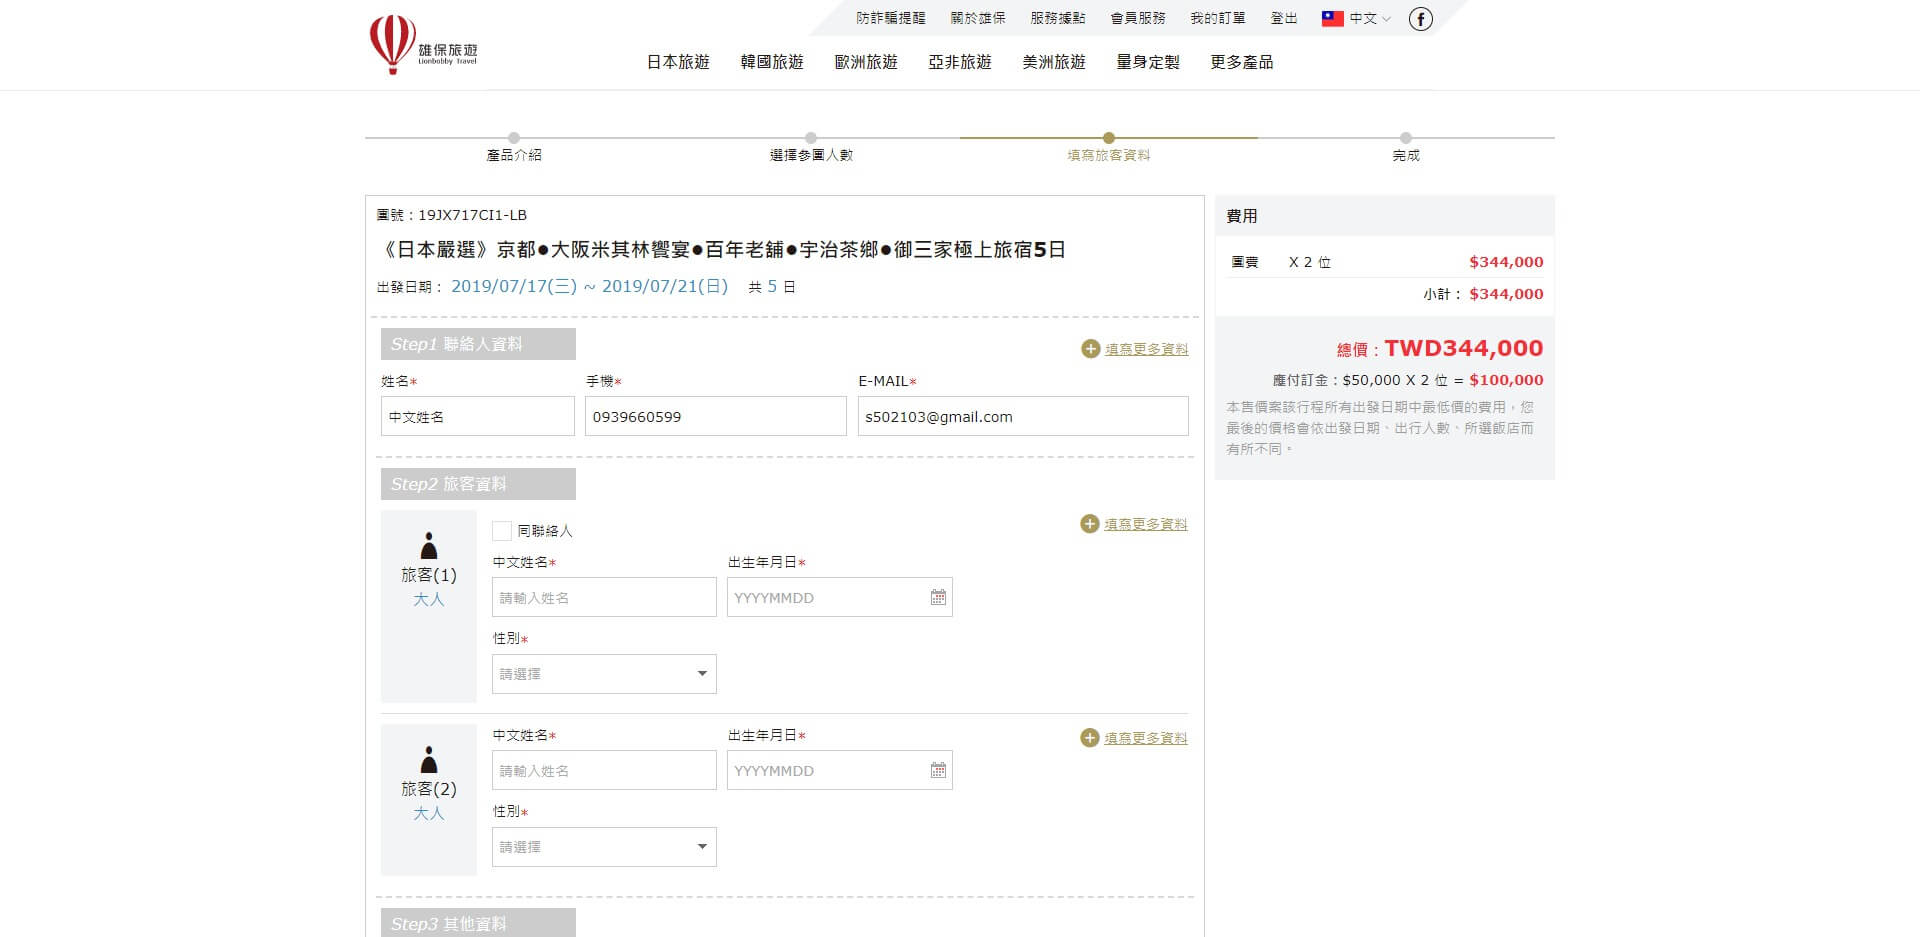 防詐騙提醒 關於雄保 服務據點 會員服務 我的訂單 登出 中文
雄保旅遊
Lionbobby Travel
日本旅遊 韓國旅遊 歐洲旅遊 亞非旅遊 美洲旅遊 量身定製 更多產品
產品介紹 選擇參團人數 填寫旅客資料 完成
團號：19JX717CI1-LB
《日本嚴選》京都●大阪米其林饗宴●百年老舖●宇治茶鄉●御三家極上旅宿5日
出發日期： 2019/07/17(三) ~ 2019/07/21(日) 共 5 日
Step1 聯絡人資料
填寫更多資料
姓名* 手機* E-MAIL*
中文姓名 0939660599 s502103@gmail.com
Step2 旅客資料
旅客(1)
大人
同聯絡人
填寫更多資料
中文姓名* 出生年月日*
請輸入姓名 YYYYMMDD
性別*
請選擇
旅客(2)
大人
中文姓名* 出生年月日*
填寫更多資料
請輸入姓名 YYYYMMDD
性別*
請選擇
Step3 其他資料
費用
團費 X 2 位 $344,000
小計： $344,000
總價：TWD344,000
應付訂金：$50,000 X 2 位 = $100,000
本售價案該行程所有出發日期中最低價的費用，您
最後的價格會依出發日期、出行人數、所選飯店而
有所不同。